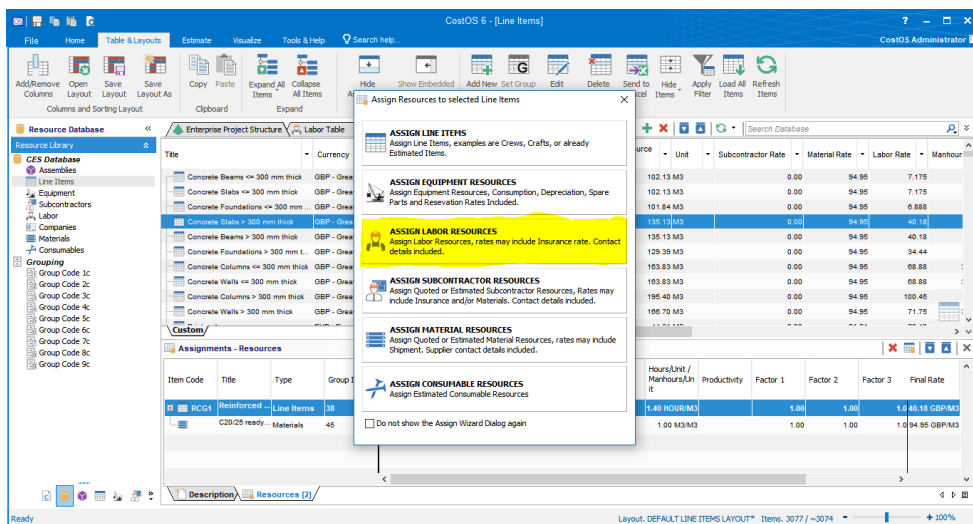 CostOS 6 - [Line Items]
File Home Table & Layouts Estimate Visualize Tools & Help Search help... CostOS Administrator
Add/Remove Columns Open Layout Save Layout Save Layout As Copy Paste Expand All Items Collapse All Items Hide Show Embedded Add New Set Group Edit Delete Send to Hide Items Apply Filter Load All Items Refresh Items
Columns and Sorting Layout Clipboard Expand
Resource Database
Enterprise Project Structure Labor Table
Search Database
Resource Library
CES Database
Assemblies
Line Items
Equipment
Subcontractors
Labor
Companies
Materials
Consumables
Grouping
Group Code 1c
Group Code 2c
Group Code 3c
Group Code 4c
Group Code 5c
Group Code 6c
Group Code 7c
Group Code 8c
Group Code 9c
Title Currency Unit Subcontractor Rate Material Rate Labor Rate Manhour
Concrete Beams <= 300 mm thick GBP - Grea 102.13 M3 0.00 94.95 7.175
Concrete Slabs <= 300 mm thick GBP - Grea 102.13 M3 0.00 94.95 7.175
Concrete Foundations <= 300 mm ... GBP - Grea 101.84 M3 0.00 94.95 6.888
Concrete Slabs > 300 mm thick GBP - Grea 135.13 M3 0.00 94.95 40.18
Concrete Beams > 300 mm thick GBP - Grea 135.13 M3 0.00 94.95 40.18
Concrete Foundations > 300 mm t... GBP - Grea 129.39 M3 0.00 94.95 34.44
Concrete Columns <= 300 mm thick GBP - Grea 163.83 M3 0.00 94.95 68.88
Concrete Walls <= 300 mm thick GBP - Grea 163.83 M3 0.00 94.95 68.88
Concrete Columns > 300 mm thick GBP - Grea 195.40 M3 0.00 94.95 100.45
Concrete Walls > 300 mm thick GBP - Grea 166.70 M3 0.00 94.95 71.75
Custom
Assign Resources to selected Line Items
ASSIGN LINE ITEMS
Assign Line Items, examples are Crews, Crafts, or already
Estimated Items.
ASSIGN EQUIPMENT RESOURCES
Assign Equipment Resources, Consumption, Depreciation, Spare
Parts and Resevation Rates Included.
ASSIGN LABOR RESOURCES
Assign Labor Resources, rates may include Insurance rate. Contact
details included.
ASSIGN SUBCONTRACTOR RESOURCES
Assign Quoted or Estimated Subcontractor Resources, Rates may
include Insurance and/or Materials. Contact details included.
ASSIGN MATERIAL RESOURCES
Assign Quoted or Estimated Material Resources, rates may include
Shipment. Supplier contact details included.
ASSIGN CONSUMABLE RESOURCES
Assign Estimated Consumable Resources
Do not show the Assign Wizard Dialog again
Assignments - Resources
Item Code Title Type Group Hours/Unit / Manhours/Unit Productivity Factor 1 Factor 2 Factor 3 Final Rate
RCG1 Reinforced ... Line Items 38 1.40 HOUR/M3 1.00 1.00 1.0 40.18 GBP/M3
C20/25 ready... Materials 45 1.00 M3/M3 1.00 1.00 1.0 94.95 GBP/M3
Description Resources [2]
Ready Layout. DEFAULT LINE ITEMS LAYOUT* Items. 3077 / ~3074 - + 100%